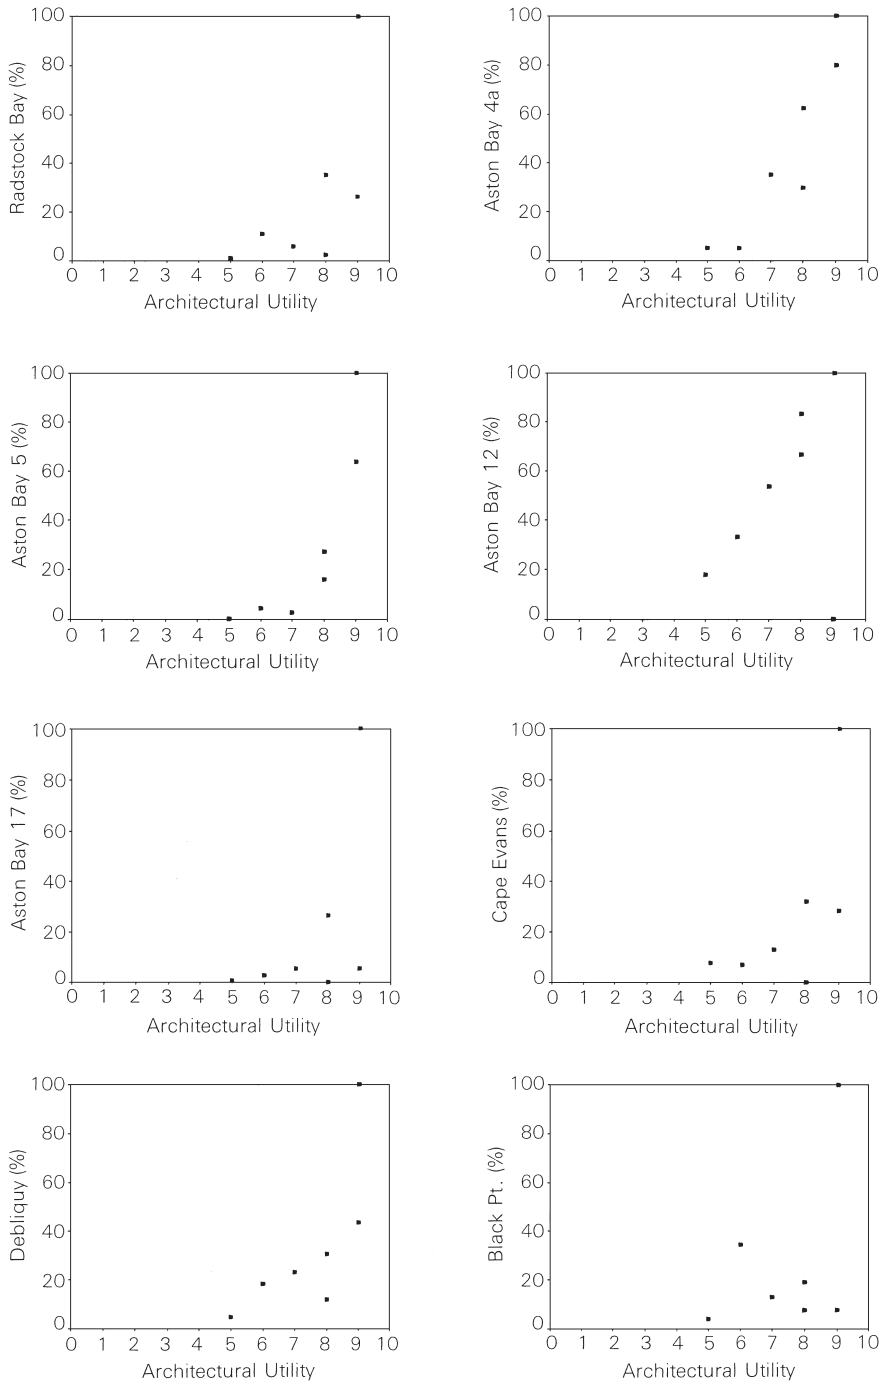 Radstock Bay (%)
100
80
60
40
20
0
0 1 2 3 4 5 6 7 8 9 10
Architectural Utility
Aston Bay 4a (%)
100
80
60
40
20
0
0 1 2 3 4 5 6 7 8 9 10
Architectural Utility
Aston Bay 5 (%)
100
80
60
40
20
0
0 1 2 3 4 5 6 7 8 9 10
Architectural Utility
Aston Bay 12 (%)
100
80
60
40
20
0
0 1 2 3 4 5 6 7 8 9 10
Architectural Utility
Aston Bay 17 (%)
100
80
60
40
20
0
0 1 2 3 4 5 6 7 8 9 10
Architectural Utility
Cape Evans (%)
100
80
60
40
20
0
0 1 2 3 4 5 6 7 8 9 10
Architectural Utility
Debliquy (%)
100
80
60
40
20
0
0 1 2 3 4 5 6 7 8 9 10
Architectural Utility
Black Pt. (%)
100
80
60
40
20
0
0 1 2 3 4 5 6 7 8 9 10
Architectural Utility